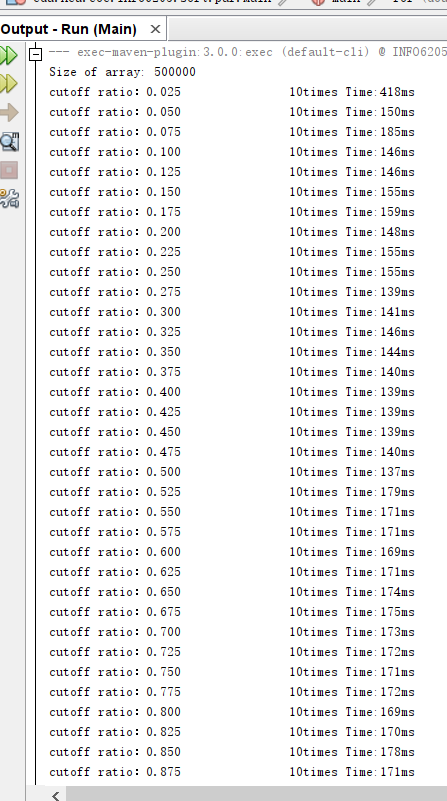 Output - Run (Main) ×
--- exec-maven-plugin:3.0.0:exec (default-cli) @ INFO6205
Size of array: 500000
cutoff ratio: 0.025 10times Time:418ms
cutoff ratio: 0.050 10times Time:150ms
cutoff ratio: 0.075 10times Time:185ms
cutoff ratio: 0.100 10times Time:146ms
cutoff ratio: 0.125 10times Time:146ms
cutoff ratio: 0.150 10times Time:155ms
cutoff ratio: 0.175 10times Time:159ms
cutoff ratio: 0.200 10times Time:148ms
cutoff ratio: 0.225 10times Time:155ms
cutoff ratio: 0.250 10times Time:155ms
cutoff ratio: 0.275 10times Time:139ms
cutoff ratio: 0.300 10times Time:141ms
cutoff ratio: 0.325 10times Time:146ms
cutoff ratio: 0.350 10times Time:144ms
cutoff ratio: 0.375 10times Time:140ms
cutoff ratio: 0.400 10times Time:139ms
cutoff ratio: 0.425 10times Time:139ms
cutoff ratio: 0.450 10times Time:139ms
cutoff ratio: 0.475 10times Time:140ms
cutoff ratio: 0.500 10times Time:137ms
cutoff ratio: 0.525 10times Time:179ms
cutoff ratio: 0.550 10times Time:171ms
cutoff ratio: 0.575 10times Time:171ms
cutoff ratio: 0.600 10times Time:169ms
cutoff ratio: 0.625 10times Time:171ms
cutoff ratio: 0.650 10times Time:174ms
cutoff ratio: 0.675 10times Time:175ms
cutoff ratio: 0.700 10times Time:173ms
cutoff ratio: 0.725 10times Time:172ms
cutoff ratio: 0.750 10times Time:171ms
cutoff ratio: 0.775 10times Time:172ms
cutoff ratio: 0.800 10times Time:169ms
cutoff ratio: 0.825 10times Time:170ms
cutoff ratio: 0.850 10times Time:178ms
cutoff ratio: 0.875 10times Time:171ms